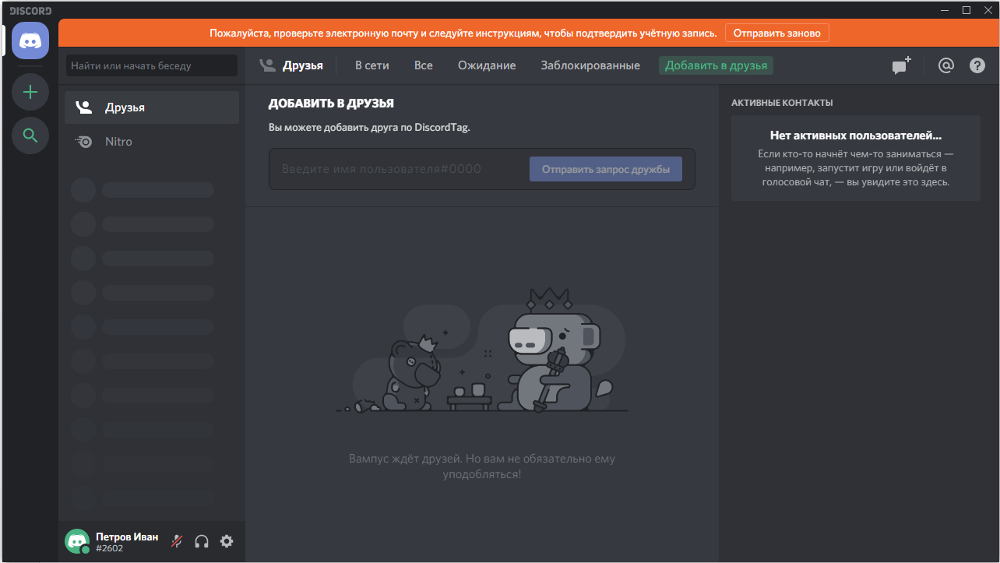 DISCORD
Пожалуйста, проверьте электронную почту и следуйте инструкциям, чтобы подтвердить учётную запись. Отправить заново
Найти или начать беседу
Друзья В сети Все Ожидание Заблокированные Добавить в друзья
Друзья
Nitro
ДОБАВИТЬ В ДРУЗЬЯ
Вы можете добавить друга по DiscordTag.
Введите имя пользователя#0000 Отправить запрос дружбы
Вампус ждёт друзей. Но вам не обязательно ему
уподобляться!
АКТИВНЫЕ КОНТАКТЫ
Нет активных пользователей...
Если кто-то начнёт чем-то заниматься —
например, запустит игру или войдёт в
голосовой чат, — вы увидите это здесь.
Петров Иван
#2602